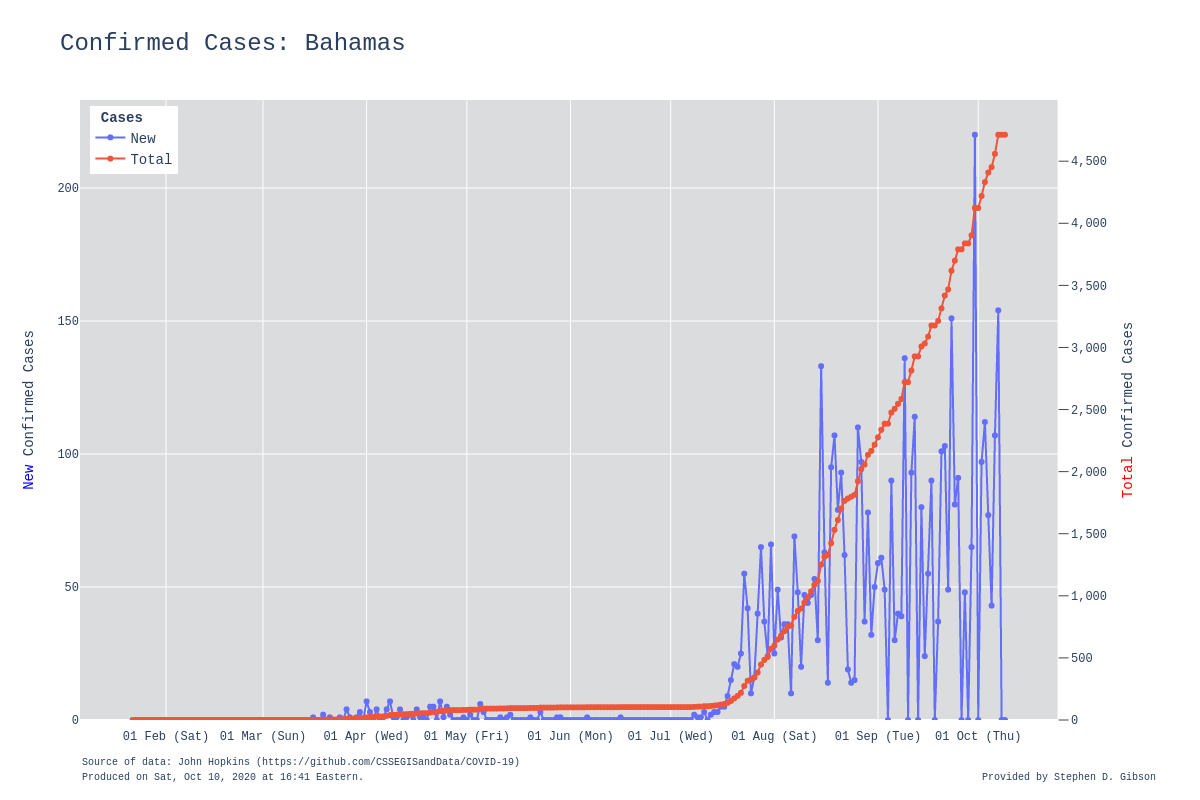 Confirmed Cases: Bahamas
Cases
New
Total
200
150
100
50
0
4,500
4,000
3,500
3,000
2,500
2,000
1,500
1,000
500
0
New Confirmed Cases
Total Confirmed Cases
01 Feb (Sat) 01 Mar (Sun) 01 Apr (Wed) 01 May (Fri) 01 Jun (Mon) 01 Jul (Wed) 01 Aug (Sat) 01 Sep (Tue) 01 Oct (Thu)
Source of data: John Hopkins (https://github.com/CSSEGISandData/COVID-19)
Produced on Sat, Oct 10, 2020 at 16:41 Eastern.
Provided by Stephen D. Gibson